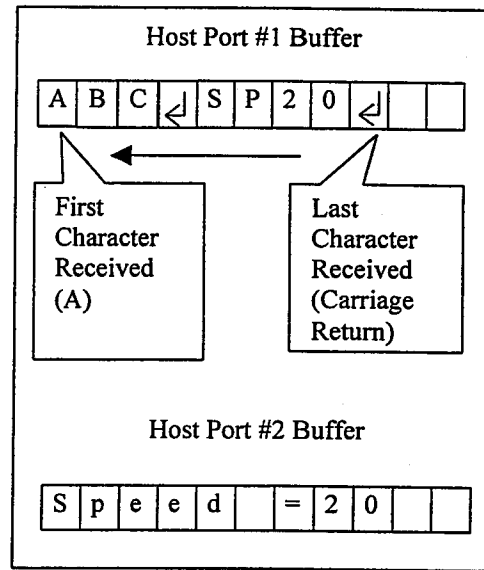 Host Port #1 Buffer
A B C ↵ S P 2 0 ↵
First
Character
Received
(A)
Last
Character
Received
(Carriage
Return)
Host Port #2 Buffer
S p e e d = 2 0